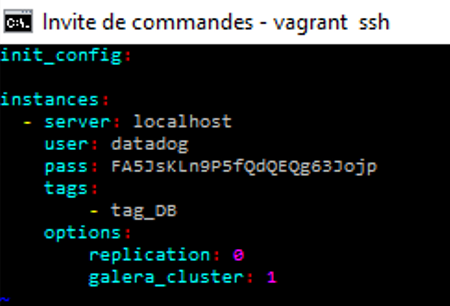 Invite de commandes - vagrant ssh
init_config:
instances:
- server: localhost
user: datadog
pass: FA5JsKLn9P5fQdQEQg63Jojp
tags:
- tag_DB
options:
replication: 0
galera_cluster: 1
~